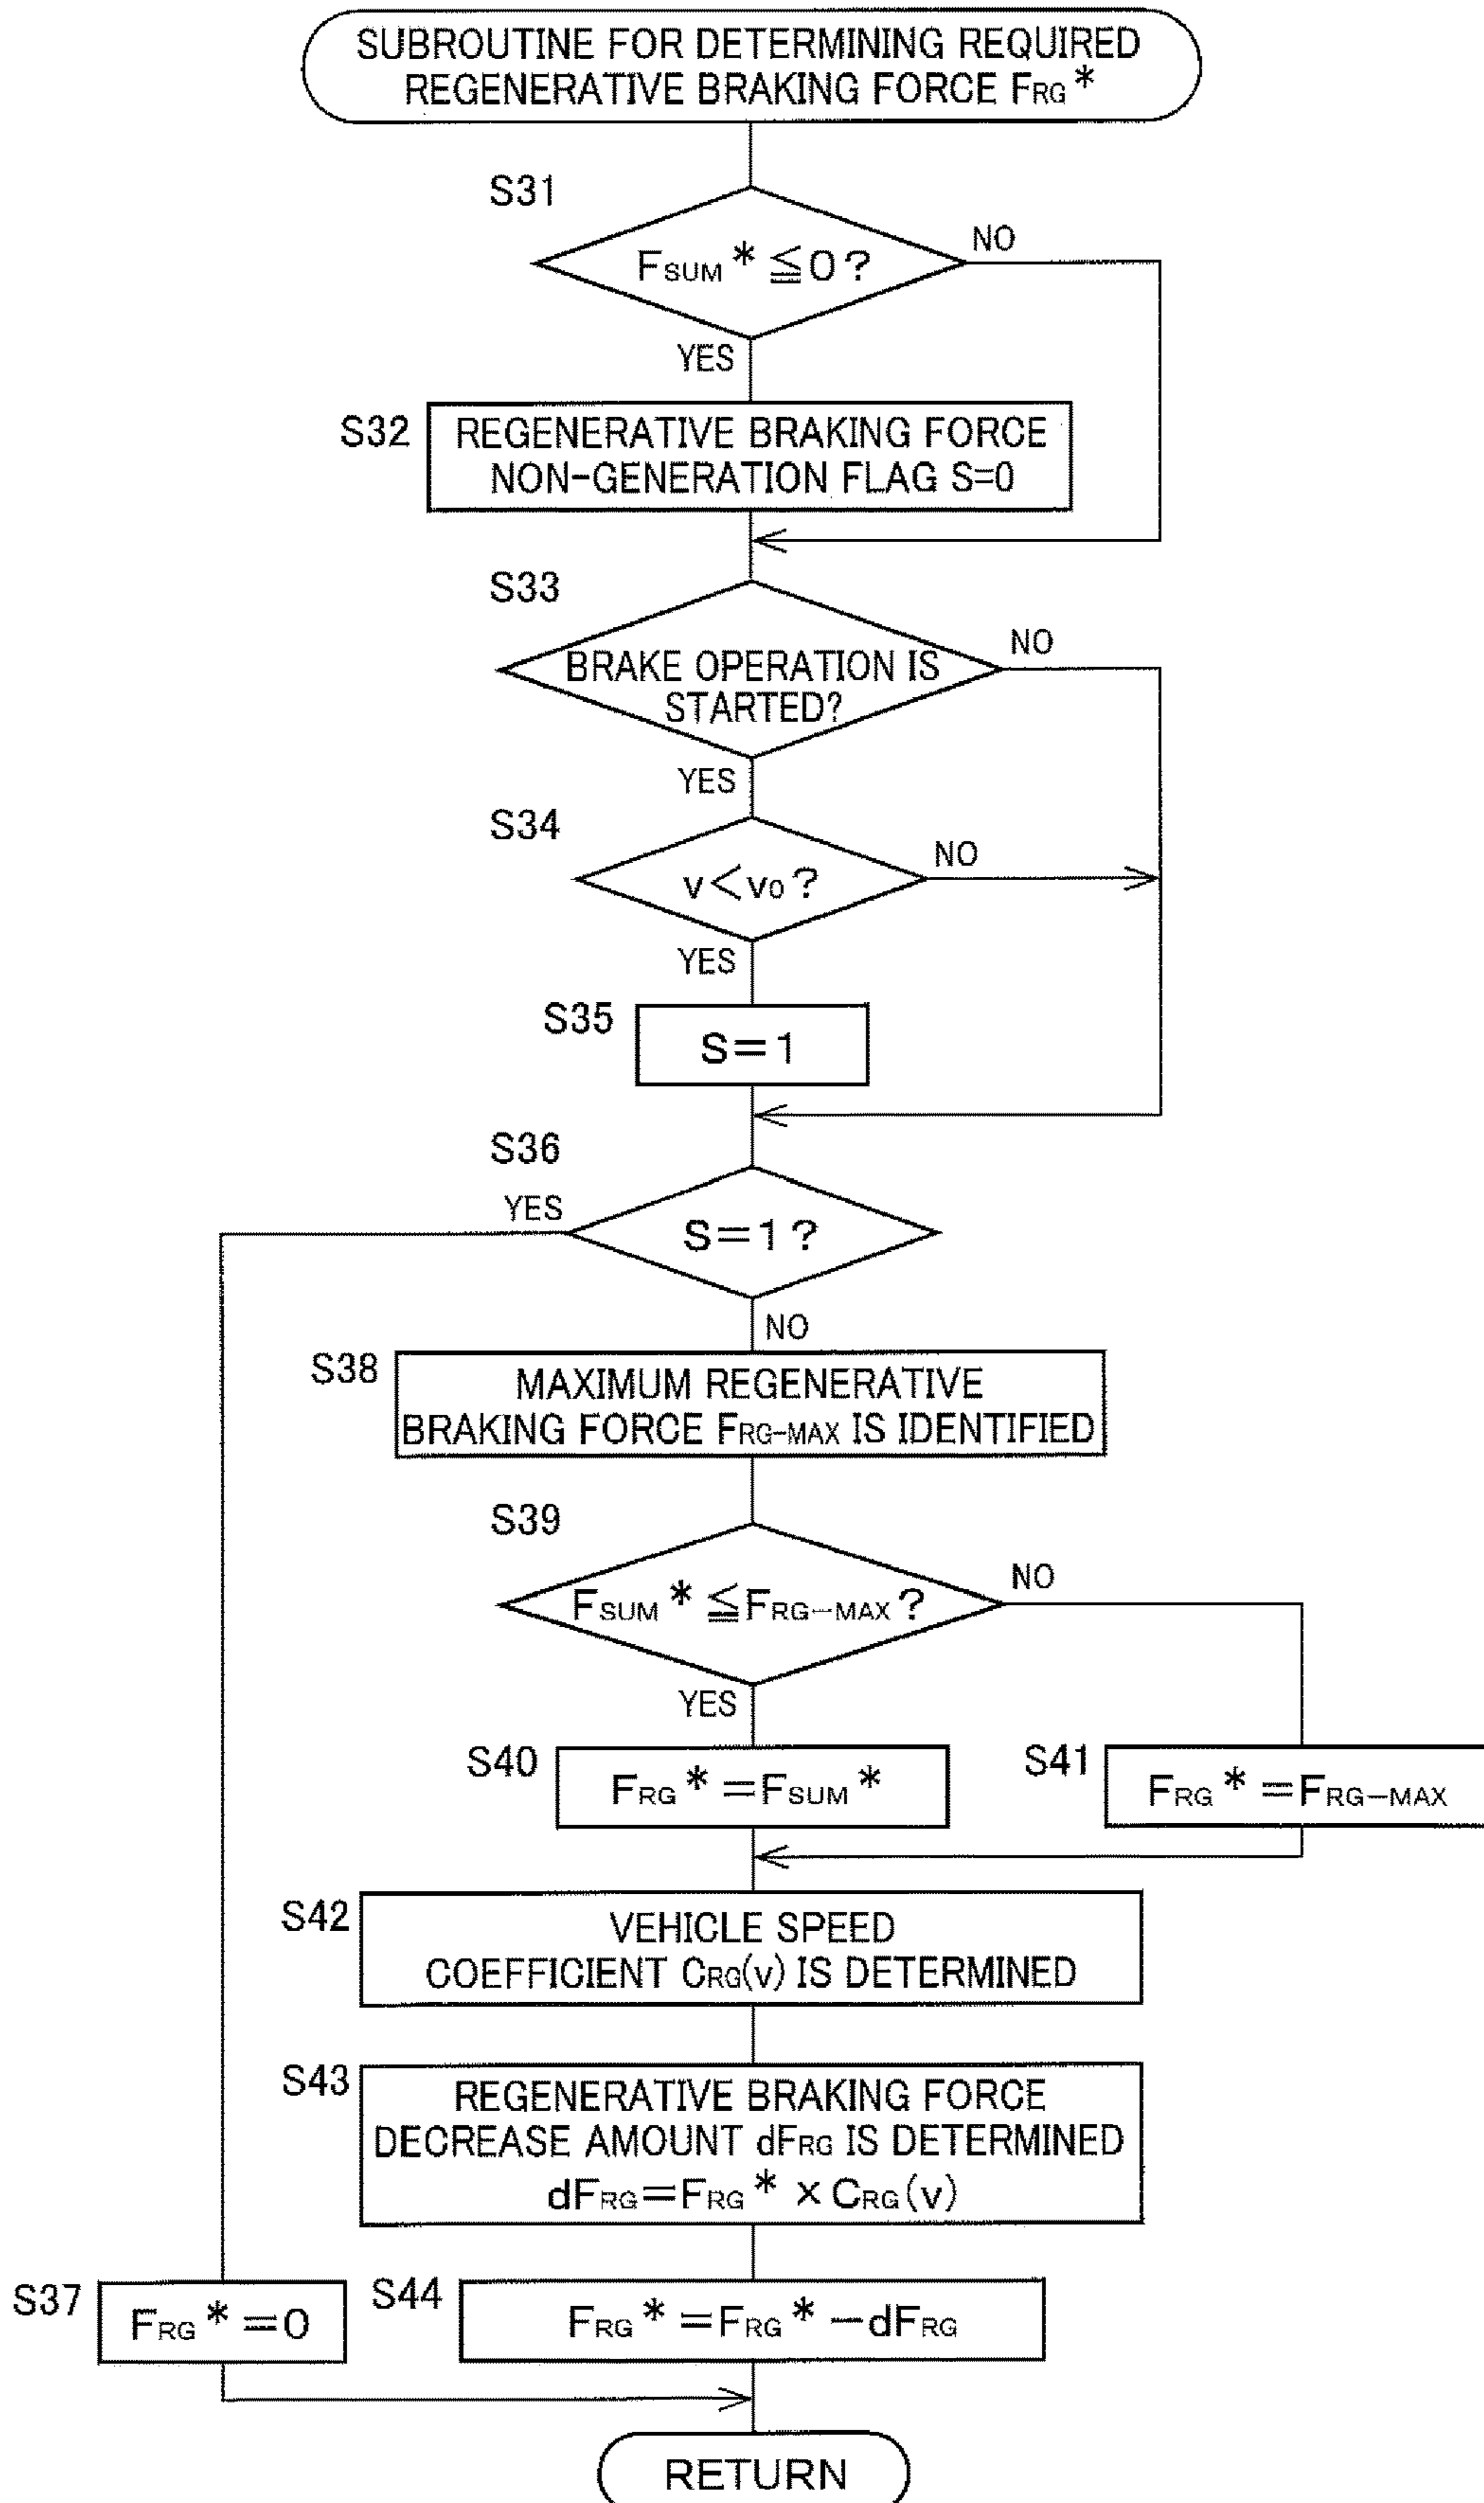 SUBROUTINE FOR DETERMINING REQUIRED
REGENERATIVE BRAKING FORCE FRG*
S31
FSUM*≦0?
NO
YES
S32
REGENERATIVE BRAKING FORCE
NON-GENERATION FLAG S=0
S33
BRAKE OPERATION IS
STARTED?
NO
YES
S34
v<v0?
NO
YES
S35
S=1
S36
YES
S=1?
NO
S38
MAXIMUM REGENERATIVE
BRAKING FORCE FRG-MAX IS IDENTIFIED
S39
FSUM*≦FRG-MAX?
NO
YES
S40
FRG*=FSUM*
S41
FRG*=FRG-MAX
S42
VEHICLE SPEED
COEFFICIENT CRG(v) IS DETERMINED
S43
REGENERATIVE BRAKING FORCE
DECREASE AMOUNT dFRG IS DETERMINED
dFRG=FRG*×CRG(v)
S37
FRG*=0
S44
FRG*=FRG*-dFRG
RETURN